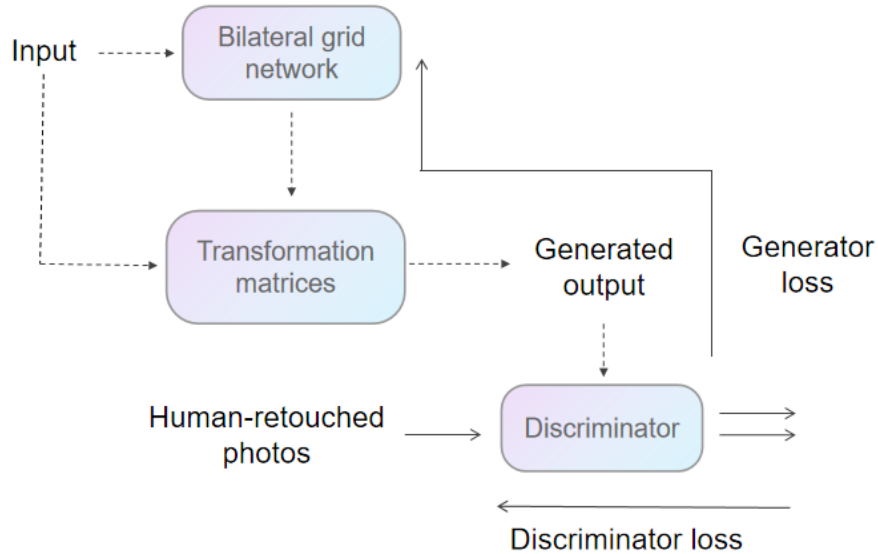 Input
Bilateral grid
network
Transformation
matrices
Generated
output
Generator
loss
Human-retouched
photos
Discriminator
Discriminator loss